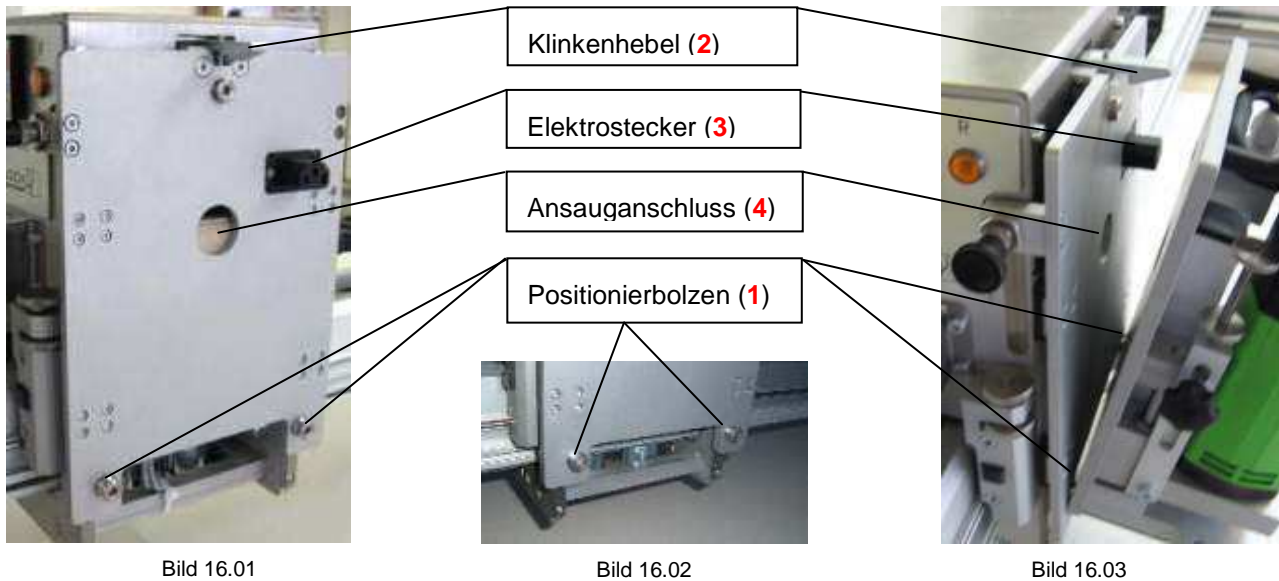 Klinkenhebel (2)
Elektrostecker (3)
Ansauganschluss (4)
Positionierbolzen (1)
Bild 16.01
Bild 16.02
Bild 16.03